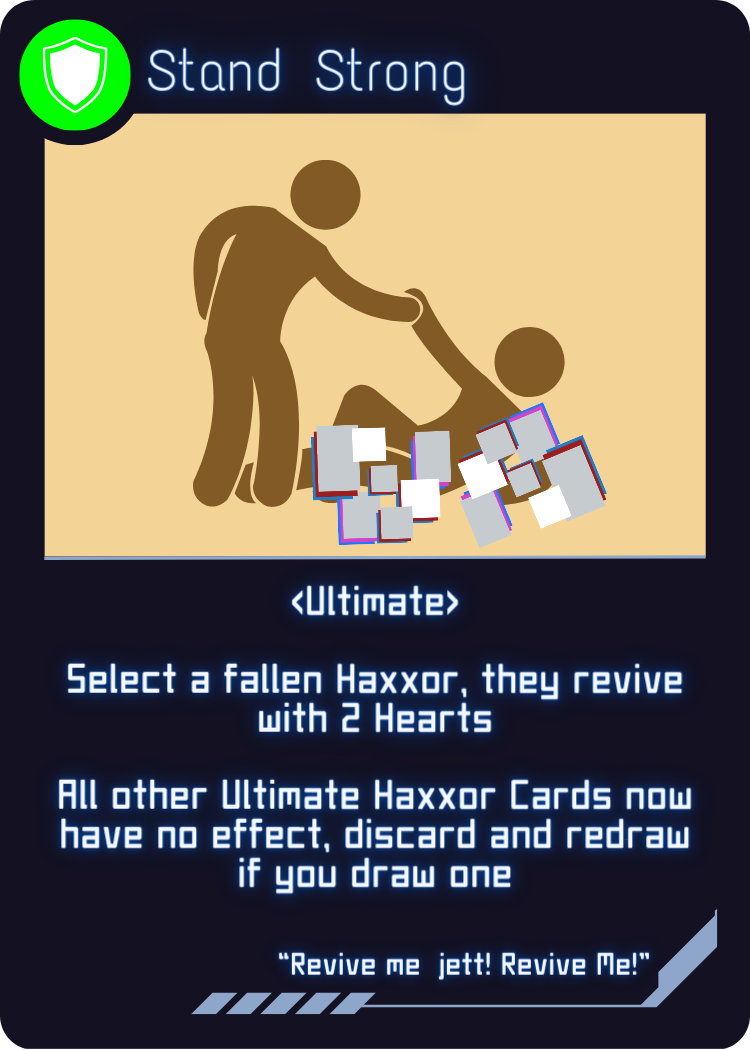 Stand Strong
<Ultimate>
Select a fallen Haxxor, they revive
with 2 Hearts
All other Ultimate Haxxor Cards now
have no effect, discard and redraw
if you draw one
“Revive me jett! Revive Me!”